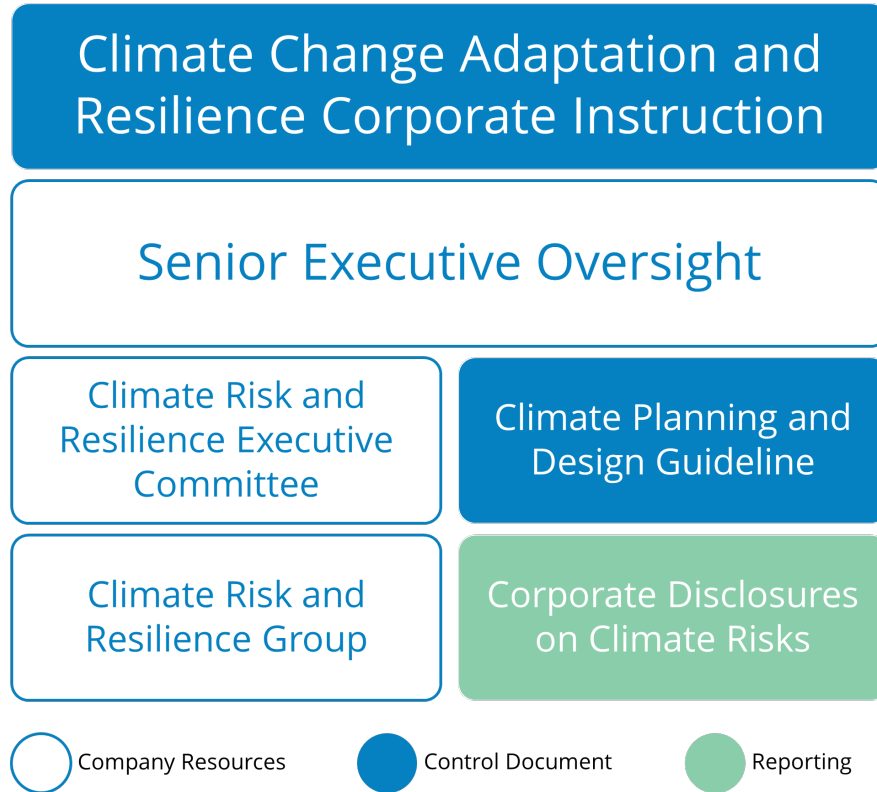 Climate Change Adaptation and
Resilience Corporate Instruction
Senior Executive Oversight
Climate Risk and
Resilience Executive
Committee
Climate Planning and
Design Guideline
Climate Risk and
Resilience Group
Corporate Disclosures
on Climate Risks
Company Resources
Control Document
Reporting